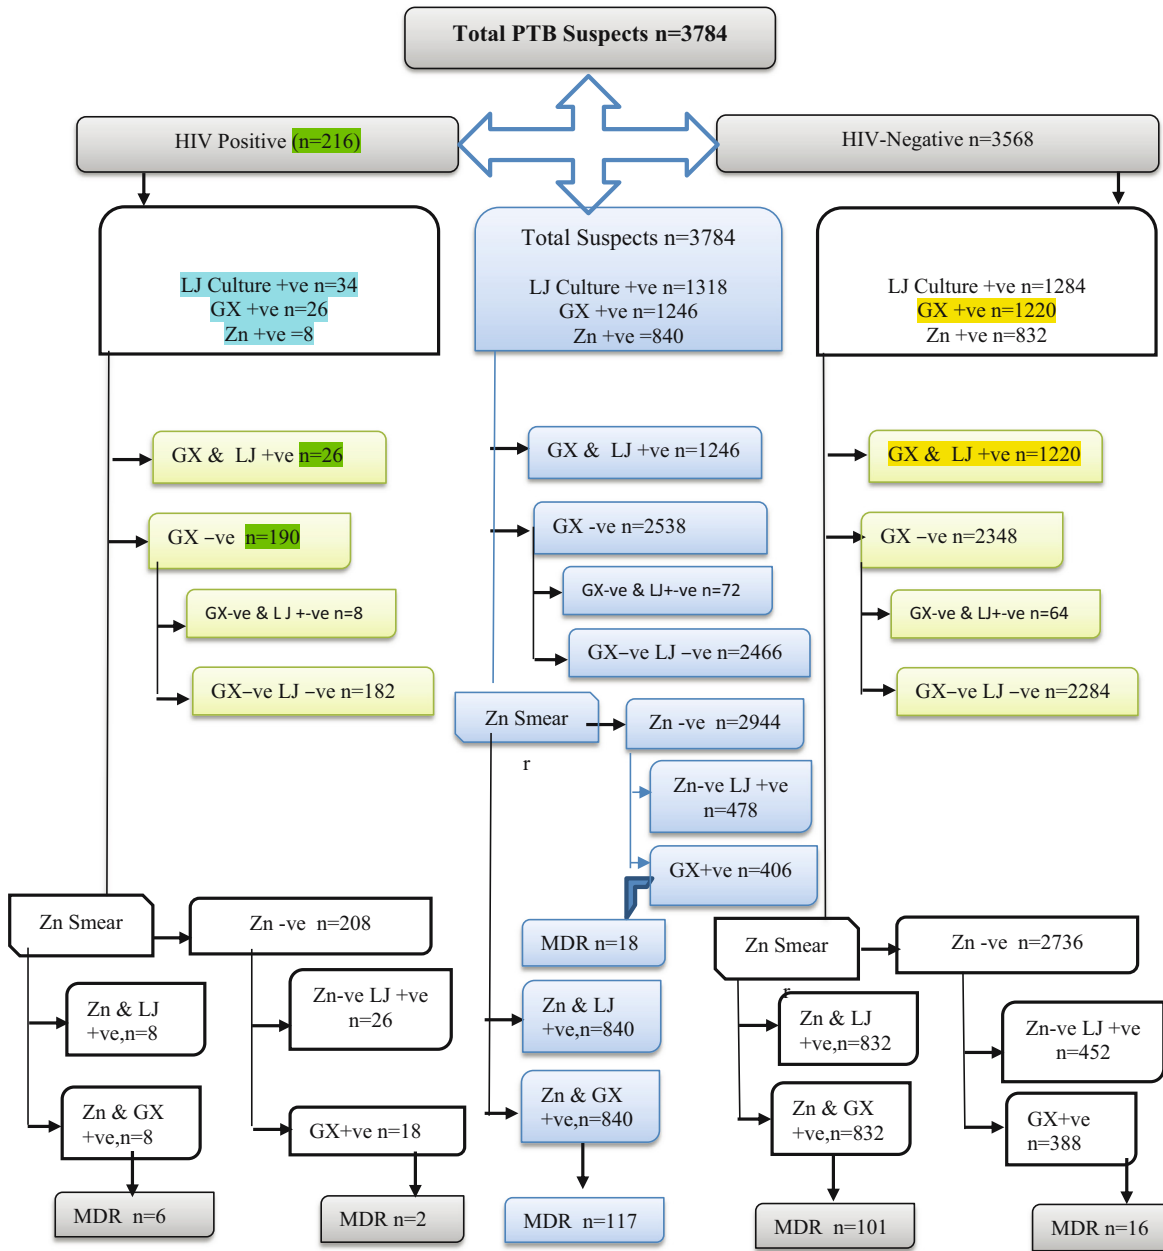 Total PTB Suspects n=3784
HIV Positive (n=216)
HIV-Negative n=3568
LJ Culture +ve n=34
GX +ve n=26
Zn +ve =8
Total Suspects n=3784
LJ Culture +ve n=1318
GX +ve n=1246
Zn +ve =840
LJ Culture +ve n=1284
GX +ve n=1220
Zn +ve n=832
GX & LJ +ve n=26
GX –ve n=190
GX-ve & L J +-ve n=8
GX–ve LJ –ve n=182
GX & LJ +ve n=1246
GX -ve n=2538
GX-ve & LJ+-ve n=72
GX–ve LJ –ve n=2466
GX & LJ +ve n=1220
GX –ve n=2348
GX-ve & LJ+-ve n=64
GX–ve LJ –ve n=2284
Zn Smear
r
Zn -ve n=2944
Zn-ve LJ +ve
n=478
GX+ve n=406
MDR n=18
Zn & LJ
+ve,n=840
Zn & GX
+ve,n=840
MDR n=117
Zn Smear
Zn -ve n=208
Zn & LJ
+ve,n=8
Zn-ve LJ +ve
n=26
Zn & GX
+ve,n=8
GX+ve n=18
MDR n=6
MDR n=2
Zn Smear
r
Zn -ve n=2736
Zn & LJ
+ve,n=832
Zn-ve LJ +ve
n=452
Zn & GX
+ve,n=832
GX+ve
n=388
MDR n=101
MDR n=16